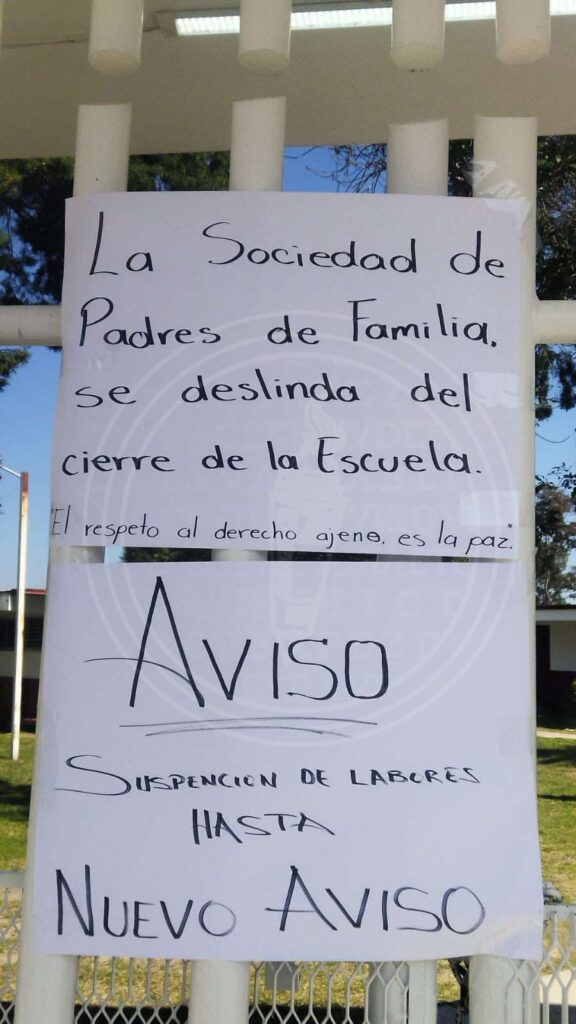 La Sociedad de
Padres de Familia.
se deslinda del
cierre de la Escuela.
"El respeto al derecho ajeno, es la paz".
AVISO
SUSPENCION DE LABORES
HASTA
NUEVO AVISO